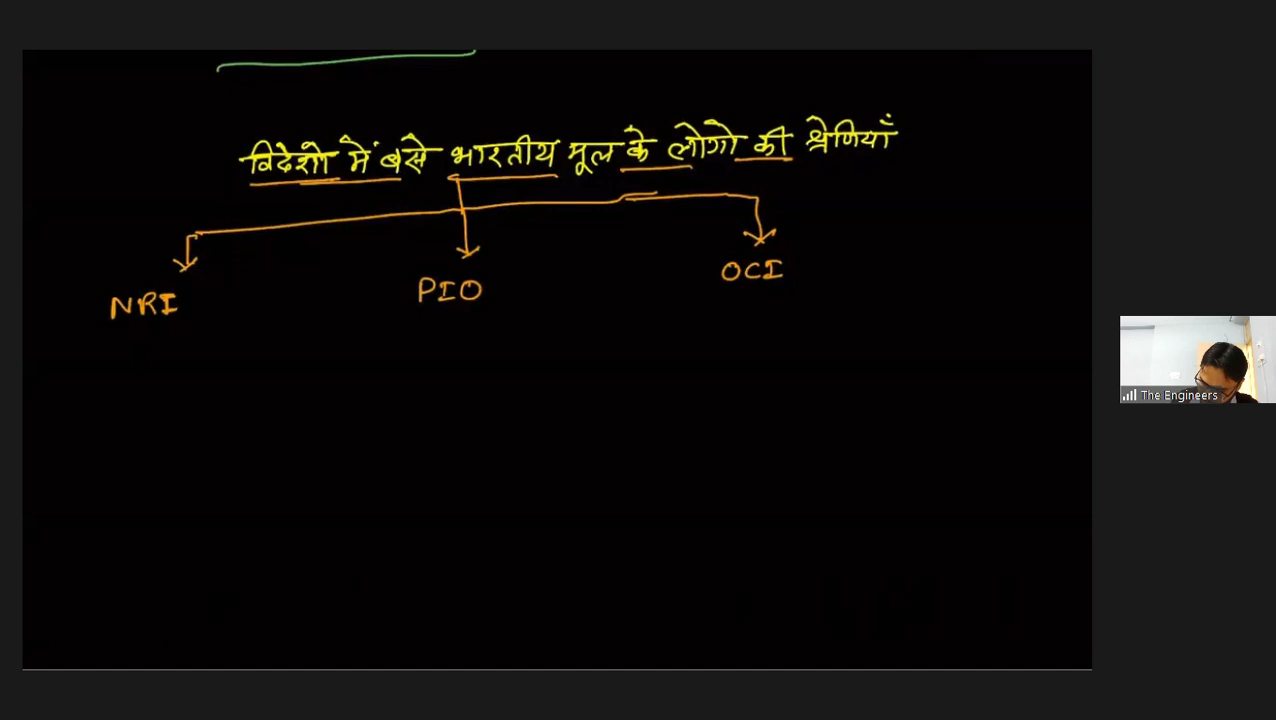 विदेशो में बसे भारतीय मूल के लोगो की श्रेणियाँ
NRI PIO OCI
The Engineers